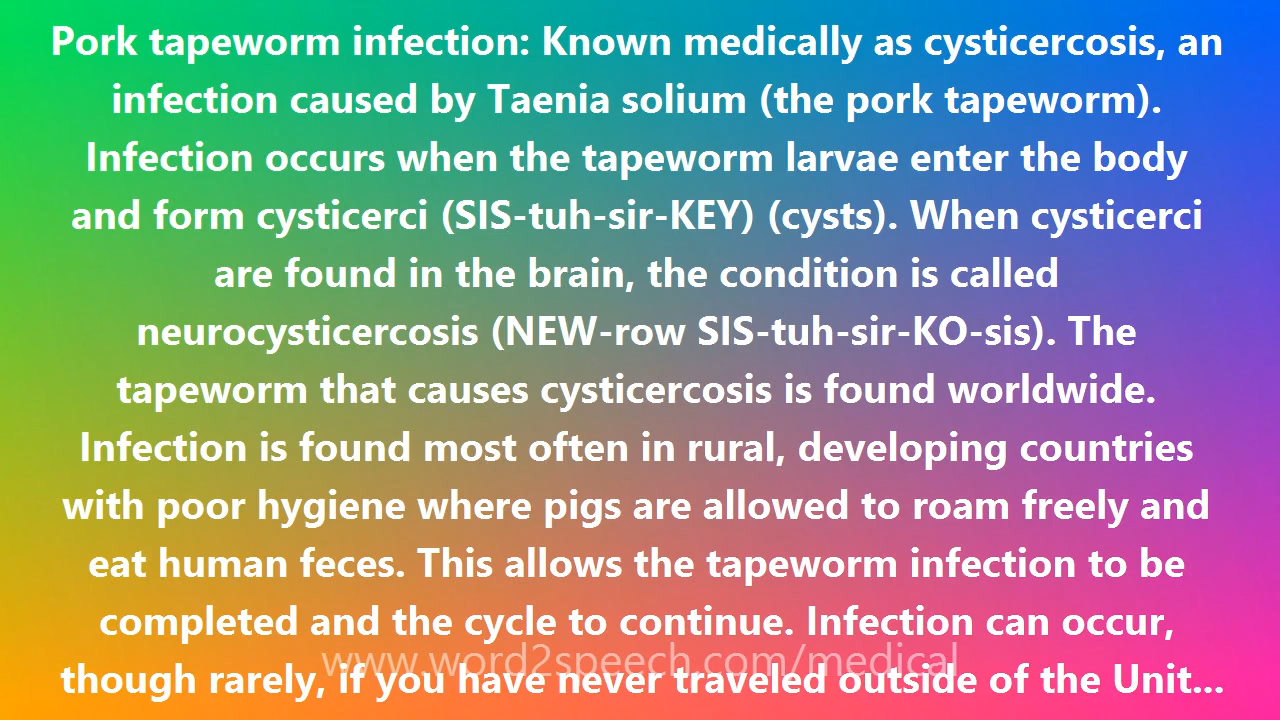 Pork tapeworm infection: Known medically as cysticercosis, an
infection caused by Taenia solium (the pork tapeworm).
Infection occurs when the tapeworm larvae enter the body
and form cysticerci (SIS-tuh-sir-KEY) (cysts). When cysticerci
are found in the brain, the condition is called
neurocysticercosis (NEW-row SIS-tuh-sir-KO-sis). The
tapeworm that causes cysticercosis is found worldwide.
Infection is found most often in rural, developing countries
with poor hygiene where pigs are allowed to roam freely and
eat human feces. This allows the tapeworm infection to be
completed and the cycle to continue. Infection can occur,
www.word2speech.com/medical
though rarely, if you have never traveled outside of the Unit...